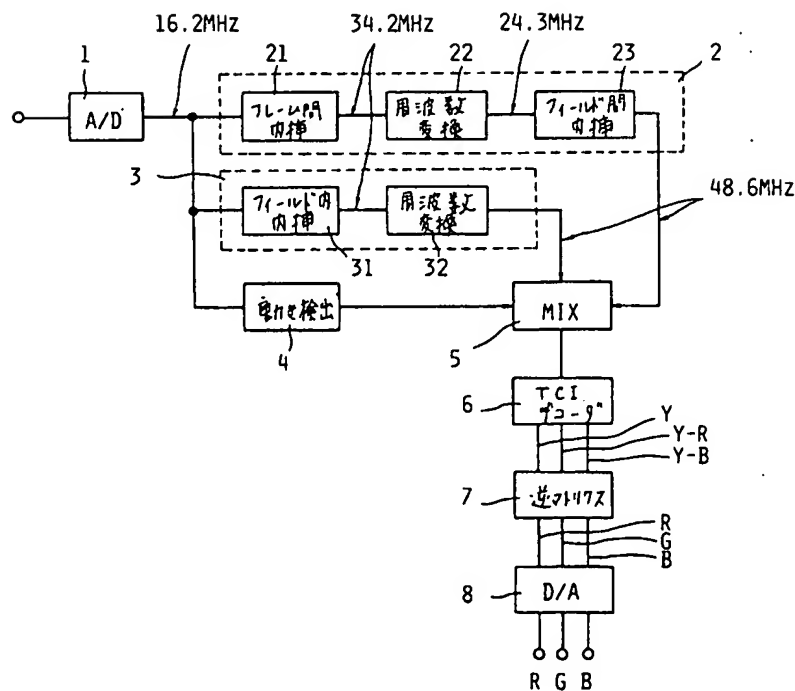 16.2MHz
34.2MHz
24.3MHz
1
21
22
23
2
A/D
フレーム間
内挿
周波数
変換
フィールド間
内挿
3
48.6MHz
フィールド内
内挿
周波数
変換
31
32
動き検出
4
MIX
5
TCI
デコーダ
6
Y
Y-R
Y-B
逆マトリクス
7
R
G
B
D/A
8
R G B